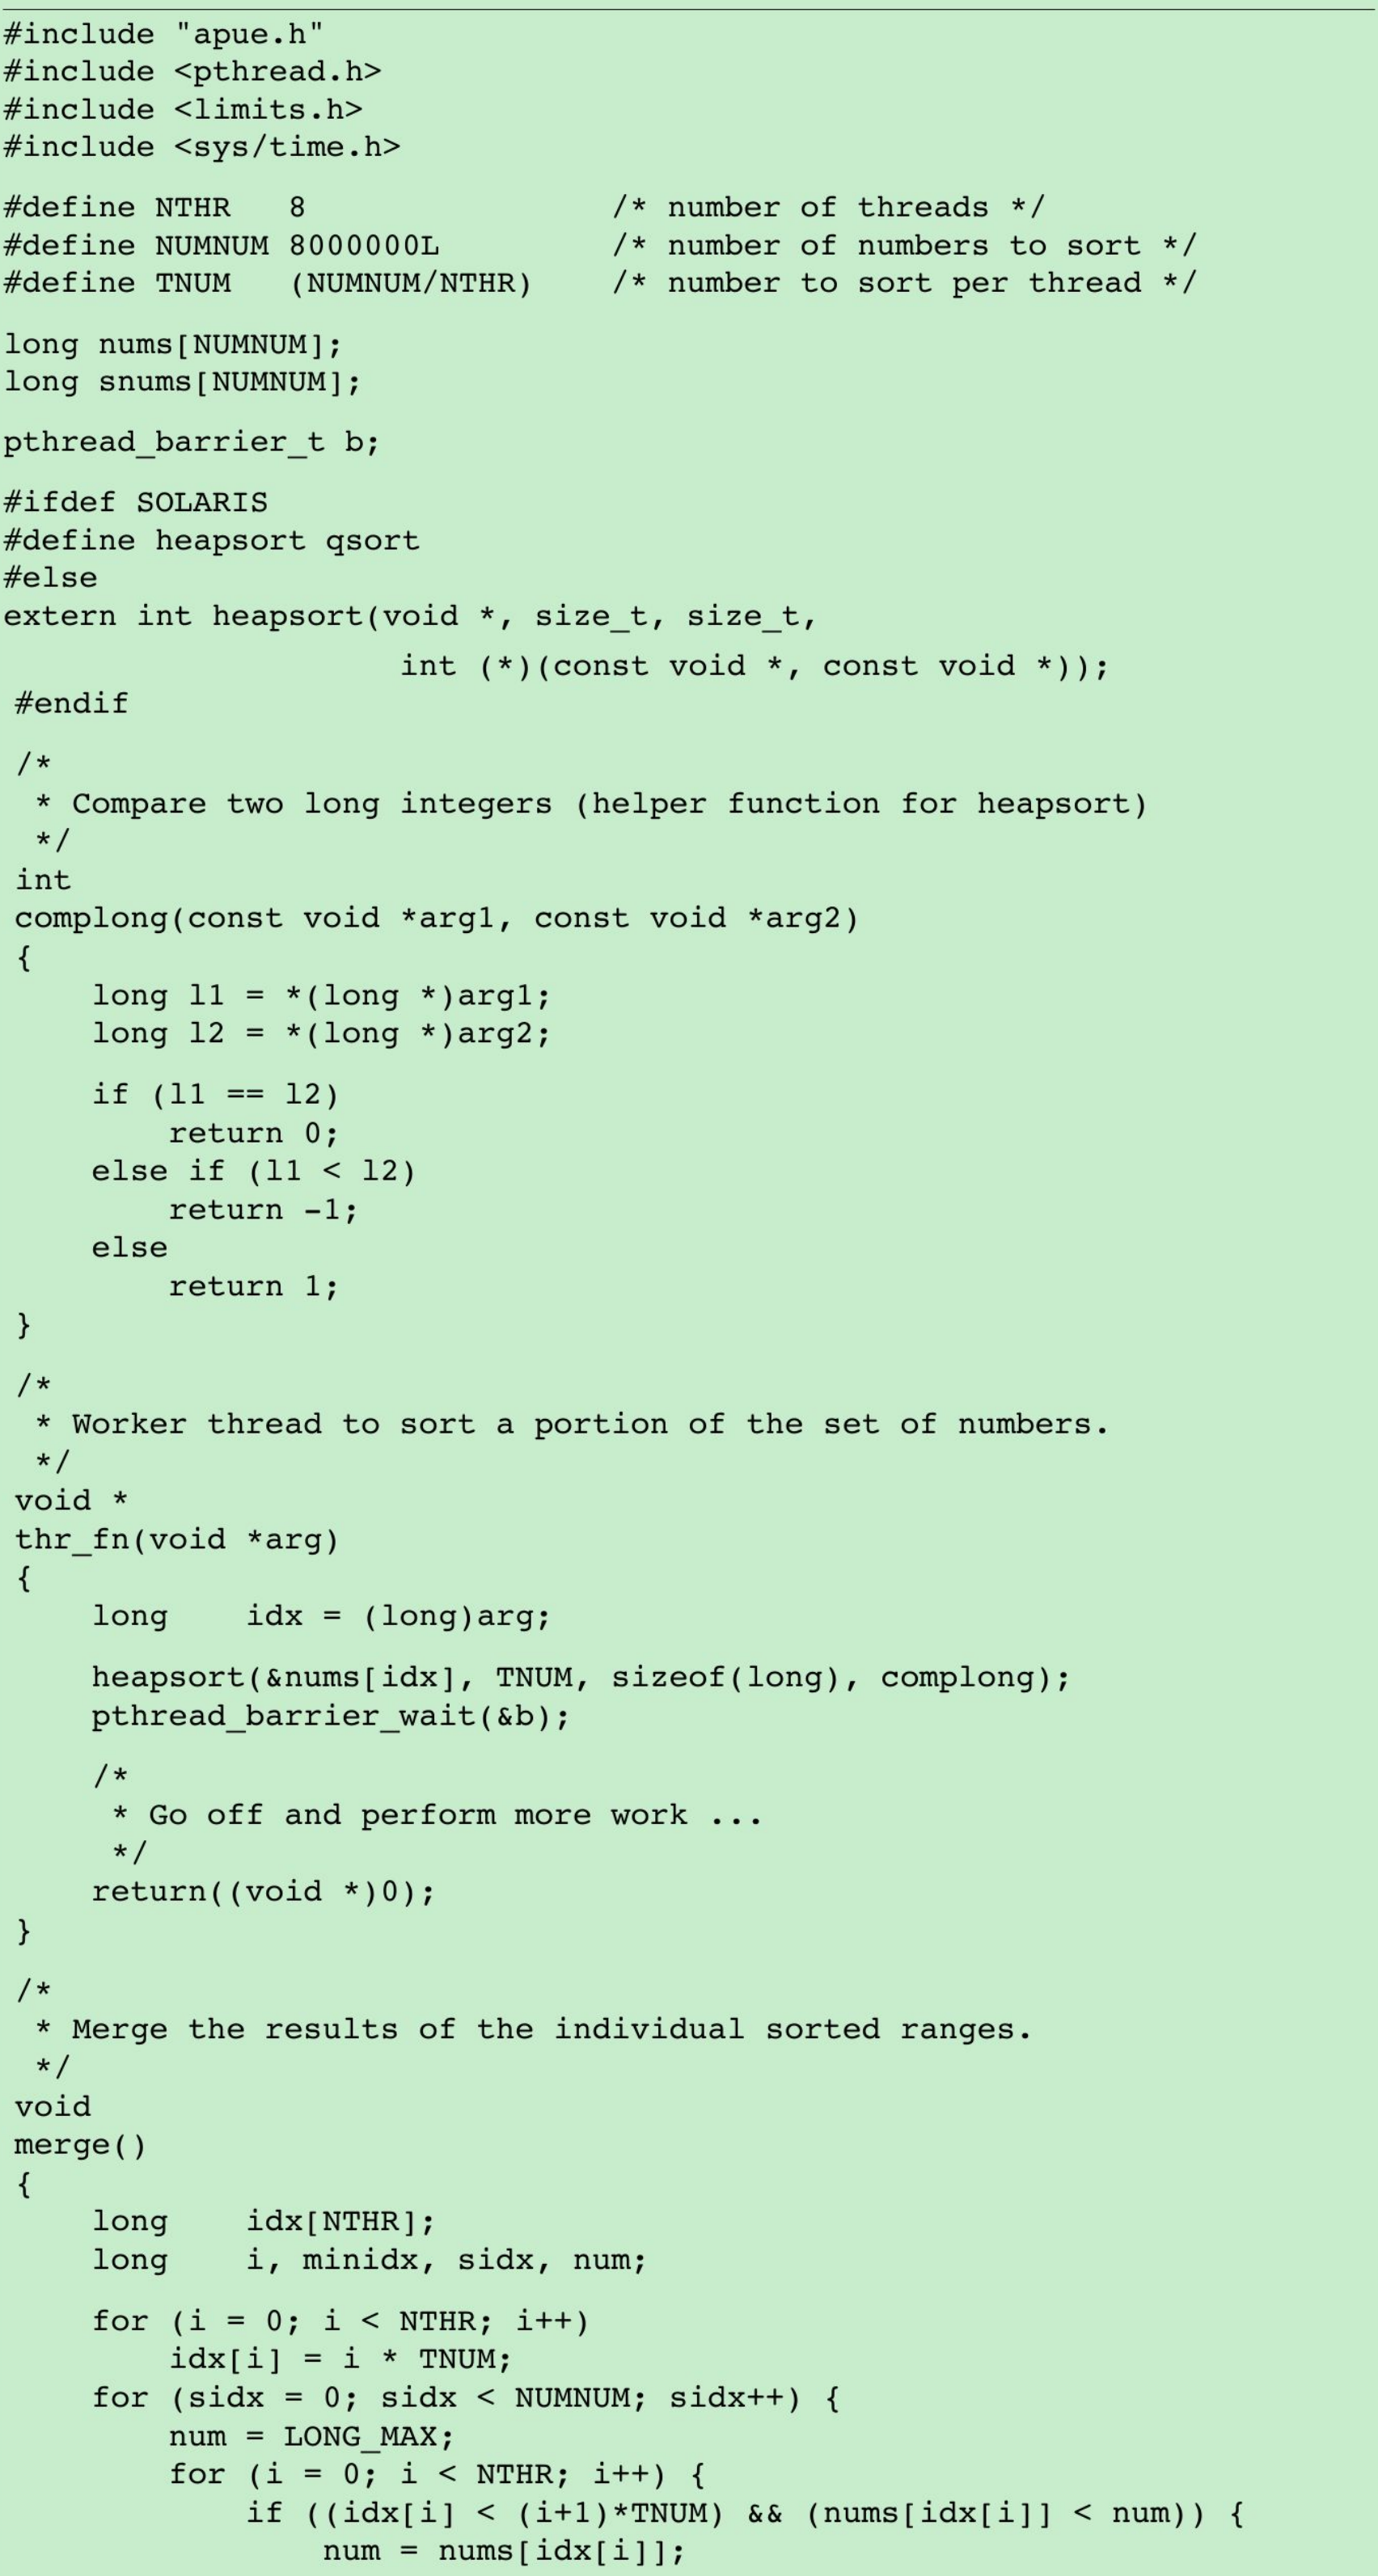 #include "apue.h"
#include <pthread.h>
#include <limits.h>
#include <sys/time.h>
#define NTHR   8                /* number of threads */
#define NUMNUM 8000000L         /* number of numbers to sort */
#define TNUM   (NUMNUM/NTHR)    /* number to sort per thread */
long nums[NUMNUM];
long snums[NUMNUM];
pthread_barrier_t b;
#ifdef SOLARIS
#define heapsort qsort
#else
extern int heapsort(void *, size_t, size_t,
                     int (*)(const void *, const void *));
#endif
/*
 * Compare two long integers (helper function for heapsort)
 */
int
complong(const void *arg1, const void *arg2)
{
    long l1 = *(long *)arg1;
    long l2 = *(long *)arg2;
    if (l1 == l2)
        return 0;
    else if (l1 < l2)
        return -1;
    else
        return 1;
}
/*
 * Worker thread to sort a portion of the set of numbers.
 */
void *
thr_fn(void *arg)
{
    long    idx = (long)arg;
    heapsort(&nums[idx], TNUM, sizeof(long), complong);
    pthread_barrier_wait(&b);
    /*
     * Go off and perform more work ...
     */
    return((void *)0);
}
/*
 * Merge the results of the individual sorted ranges.
 */
void
merge()
{
    long    idx[NTHR];
    long    i, minidx, sidx, num;
    for (i = 0; i < NTHR; i++)
        idx[i] = i * TNUM;
    for (sidx = 0; sidx < NUMNUM; sidx++) {
        num = LONG_MAX;
        for (i = 0; i < NTHR; i++) {
            if ((idx[i] < (i+1)*TNUM) && (nums[idx[i]] < num)) {
                num = nums[idx[i]];